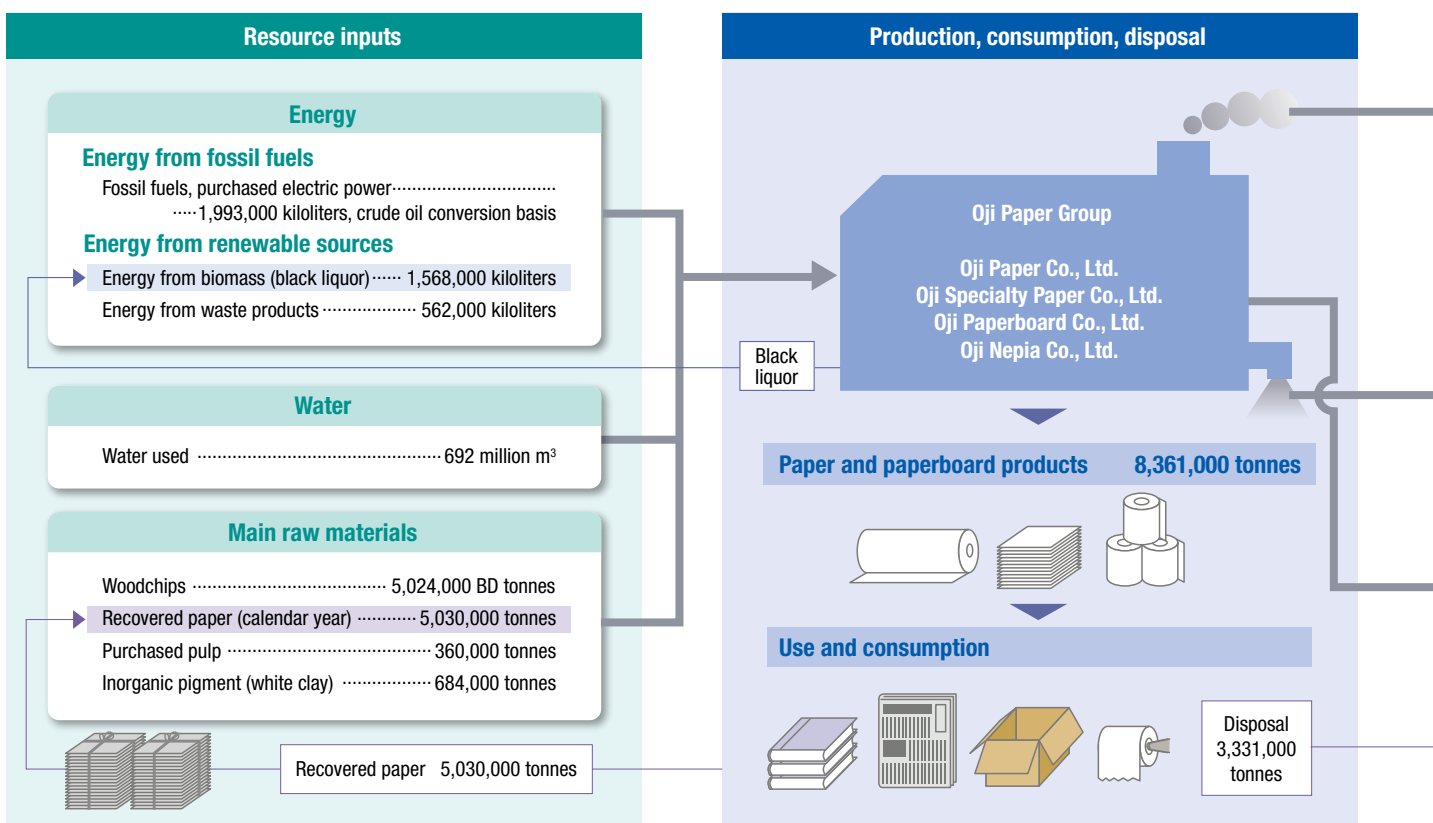 Resource inputs
Energy
Energy from fossil fuels
Fossil fuels, purchased electric power.................................
.....1,993,000 kiloliters, crude oil conversion basis
Energy from renewable sources
Energy from biomass (black liquor)...... 1,568,000 kiloliters
Energy from waste products ................... 562,000 kiloliters
Water
Water used ................................................. 692 million m³
Main raw materials
Woodchips ....................................... 5,024,000 BD tonnes
Recovered paper (calendar year) ............ 5,030,000 tonnes
Purchased pulp ......................................... 360,000 tonnes
Inorganic pigment (white clay) .................. 684,000 tonnes
Recovered paper 5,030,000 tonnes
Black
liquor
Production, consumption, disposal
Oji Paper Group
Oji Paper Co., Ltd.
Oji Specialty Paper Co., Ltd.
Oji Paperboard Co., Ltd.
Oji Nepia Co., Ltd.
Paper and paperboard products 8,361,000 tonnes
Use and consumption
Disposal
3,331,000
tonnes